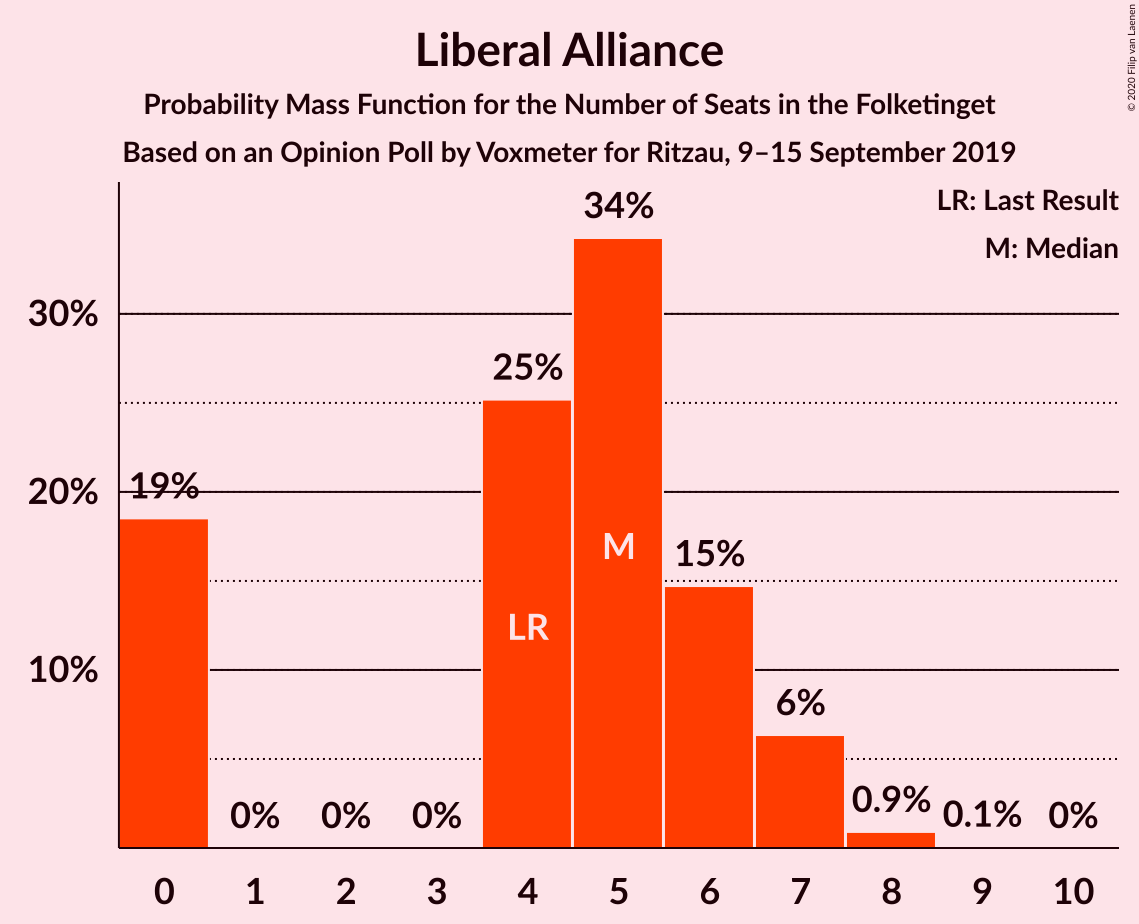 Liberal Alliance
Probability Mass Function for the Number of Seats in the Folketinget
Based on an Opinion Poll by Voxmeter for Ritzau, 9–15 September 2019
© 2020 Filip van Laenen
LR: Last Result
M: Median
30%
20%
10%
19%
0%
0%
0%
25%
34%
15%
6%
0.9%
0.1%
0%
LR
M
0 1 2 3 4 5 6 7 8 9 10